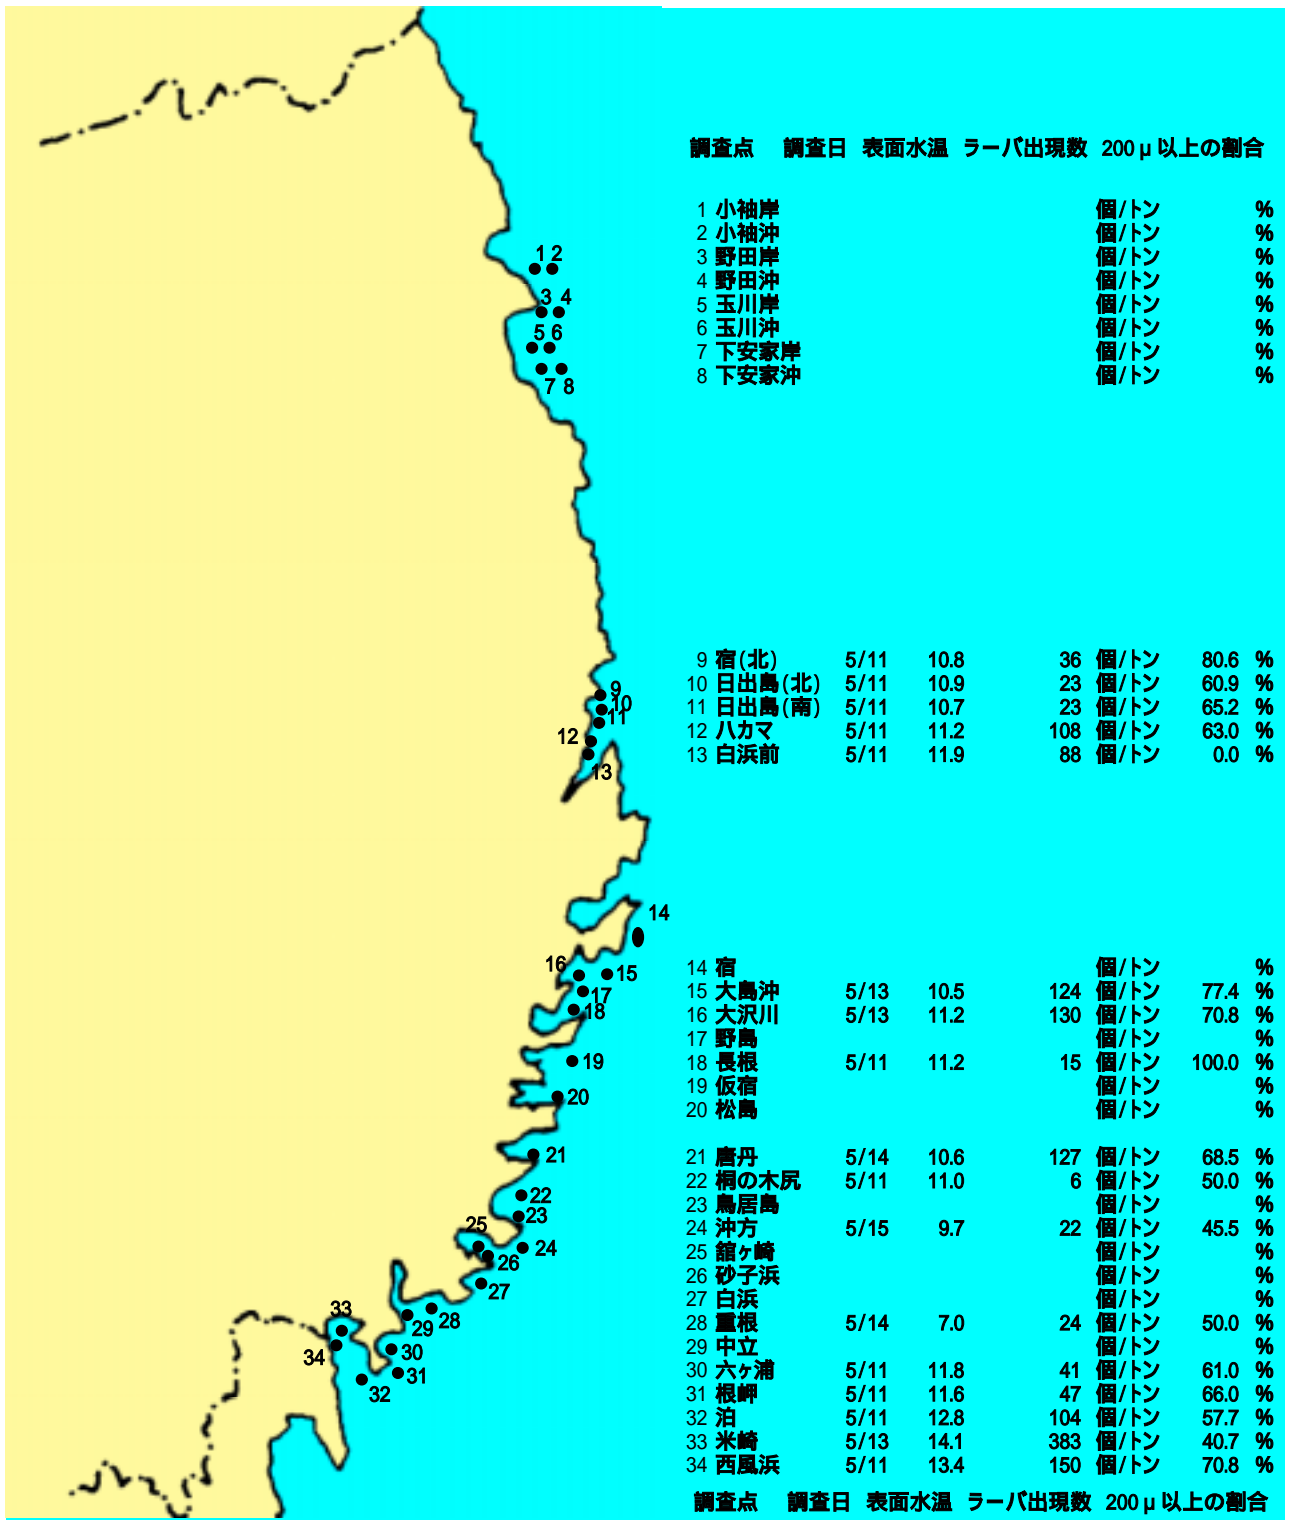 調査点 調査日 表面水温 ラーバ出現数 200μ以上の割合
1 小袖岸 個/トン %
2 小袖沖 個/トン %
3 野田岸 個/トン %
4 野田沖 個/トン %
5 玉川岸 個/トン %
6 玉川沖 個/トン %
7 下安家岸 個/トン %
8 下安家沖 個/トン %
9 宿(北) 5/11 10.8 36 個/トン 80.6 %
10 日出島(北) 5/11 10.9 23 個/トン 60.9 %
11 日出島(南) 5/11 10.7 23 個/トン 65.2 %
12 ハカマ 5/11 11.2 108 個/トン 63.0 %
13 白浜前 5/11 11.9 88 個/トン 0.0 %
14 宿 個/トン %
15 大島沖 5/13 10.5 124 個/トン 77.4 %
16 大沢川 5/13 11.2 130 個/トン 70.8 %
17 野島 個/トン %
18 長根 5/11 11.2 15 個/トン 100.0 %
19 仮宿 個/トン %
20 松島 個/トン %
21 唐丹 5/14 10.6 127 個/トン 68.5 %
22 桐の木尻 5/11 11.0 6 個/トン 50.0 %
23 鳥居島 個/トン %
24 沖方 5/15 9.7 22 個/トン 45.5 %
25 舘ヶ崎 個/トン %
26 砂子浜 個/トン %
27 白浜 個/トン %
28 重根 5/14 7.0 24 個/トン 50.0 %
29 中立 個/トン %
30 六ヶ浦 5/11 11.8 41 個/トン 61.0 %
31 根岬 5/11 11.6 47 個/トン 66.0 %
32 泊 5/11 12.8 104 個/トン 57.7 %
33 米崎 5/13 14.1 383 個/トン 40.7 %
34 西風浜 5/11 13.4 150 個/トン 70.8 %
調査点 調査日 表面水温 ラーバ出現数 200μ以上の割合
1 2
3 4
5 6
7 8
9
10
11
12
13
14
16 15
17
18
19
20
21
22
23
25
24
26
27
28
29
33
30
34
31
32